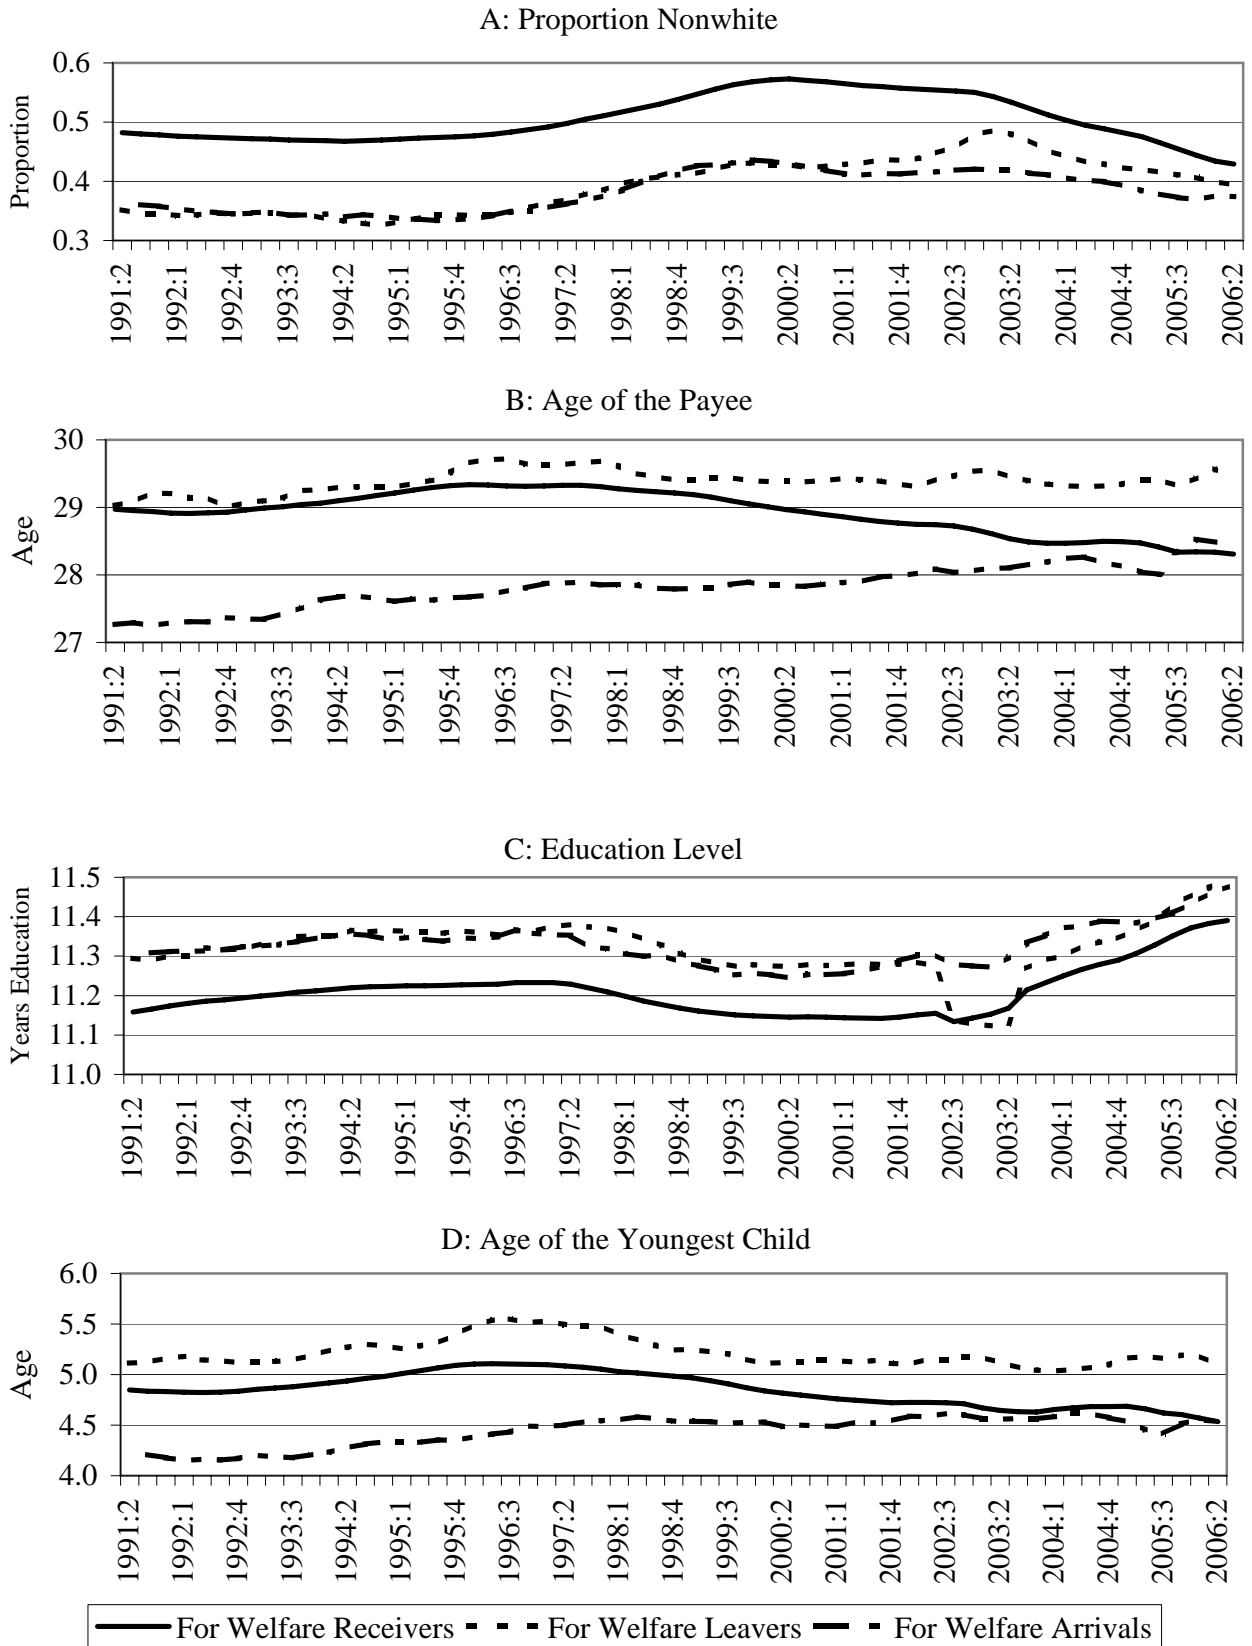 A: Proportion Nonwhite
Proportion
0.6
0.5
0.4
0.3
1991:2 1992:1 1992:4 1993:3 1994:2 1995:1 1995:4 1996:3 1997:2 1998:1 1998:4 1999:3 2000:2 2001:1 2001:4 2002:3 2003:2 2004:1 2004:4 2005:3 2006:2
B: Age of the Payee
Age
30
29
28
27
1991:2 1992:1 1992:4 1993:3 1994:2 1995:1 1995:4 1996:3 1997:2 1998:1 1998:4 1999:3 2000:2 2001:1 2001:4 2002:3 2003:2 2004:1 2004:4 2005:3 2006:2
C: Education Level
Years Education
11.5
11.4
11.3
11.2
11.1
11.0
1991:2 1992:1 1992:4 1993:3 1994:2 1995:1 1995:4 1996:3 1997:2 1998:1 1998:4 1999:3 2000:2 2001:1 2001:4 2002:3 2003:2 2004:1 2004:4 2005:3 2006:2
D: Age of the Youngest Child
Age
6.0
5.5
5.0
4.5
4.0
1991:2 1992:1 1992:4 1993:3 1994:2 1995:1 1995:4 1996:3 1997:2 1998:1 1998:4 1999:3 2000:2 2001:1 2001:4 2002:3 2003:2 2004:1 2004:4 2005:3 2006:2
For Welfare Receivers For Welfare Leavers For Welfare Arrivals